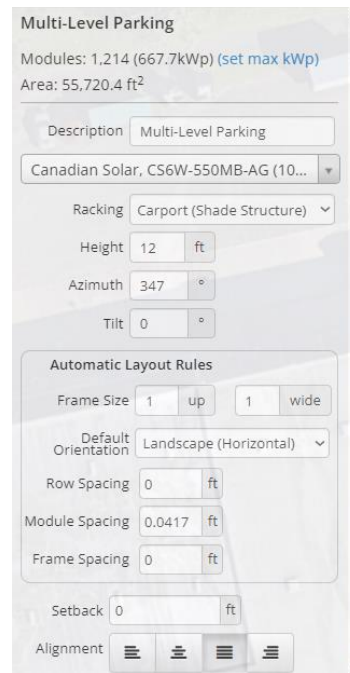 Multi-Level Parking
Modules: 1,214 (667.7kWp) (set max kWp)
Area: 55,720.4 ft²
Description Multi-Level Parking
Canadian Solar, CS6W-550MB-AG (10...
Racking Carport (Shade Structure)
Height 12 ft
Azimuth 347 °
Tilt 0 °
Automatic Layout Rules
Frame Size 1 up 1 wide
Default
Orientation Landscape (Horizontal)
Row Spacing 0 ft
Module Spacing 0.0417 ft
Frame Spacing 0 ft
Setback 0 ft
Alignment